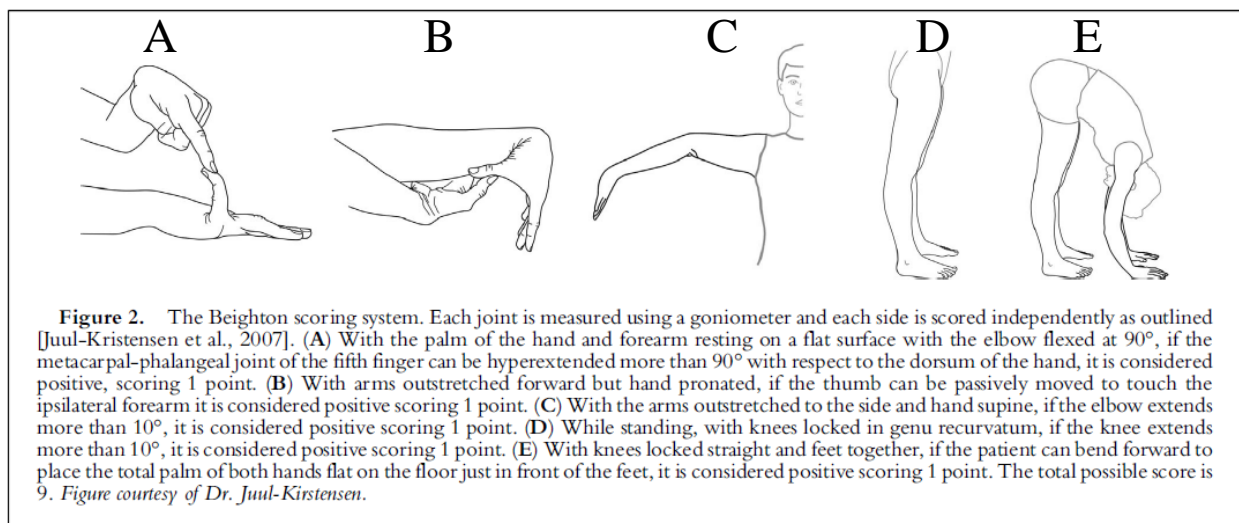 A B C D E
Figure 2. The Beighton scoring system. Each joint is measured using a goniometer and each side is scored independently as outlined
[Juul-Kristensen et al., 2007]. (A) With the palm of the hand and forearm resting on a flat surface with the elbow flexed at 90°, if the
metacarpal-phalangeal joint of the fifth finger can be hyperextended more than 90° with respect to the dorsum of the hand, it is considered
positive, scoring 1 point. (B) With arms outstretched forward but hand pronated, if the thumb can be passively moved to touch the
ipsilateral forearm it is considered positive scoring 1 point. (C) With the arms outstretched to the side and hand supine, if the elbow extends
more than 10°, it is considered positive scoring 1 point. (D) While standing, with knees locked in genu recurvatum, if the knee extends
more than 10°, it is considered positive scoring 1 point. (E) With knees locked straight and feet together, if the patient can bend forward to
place the total palm of both hands flat on the floor just in front of the feet, it is considered positive scoring 1 point. The total possible score is
9. Figure courtesy of Dr. Juul-Kirstensen.